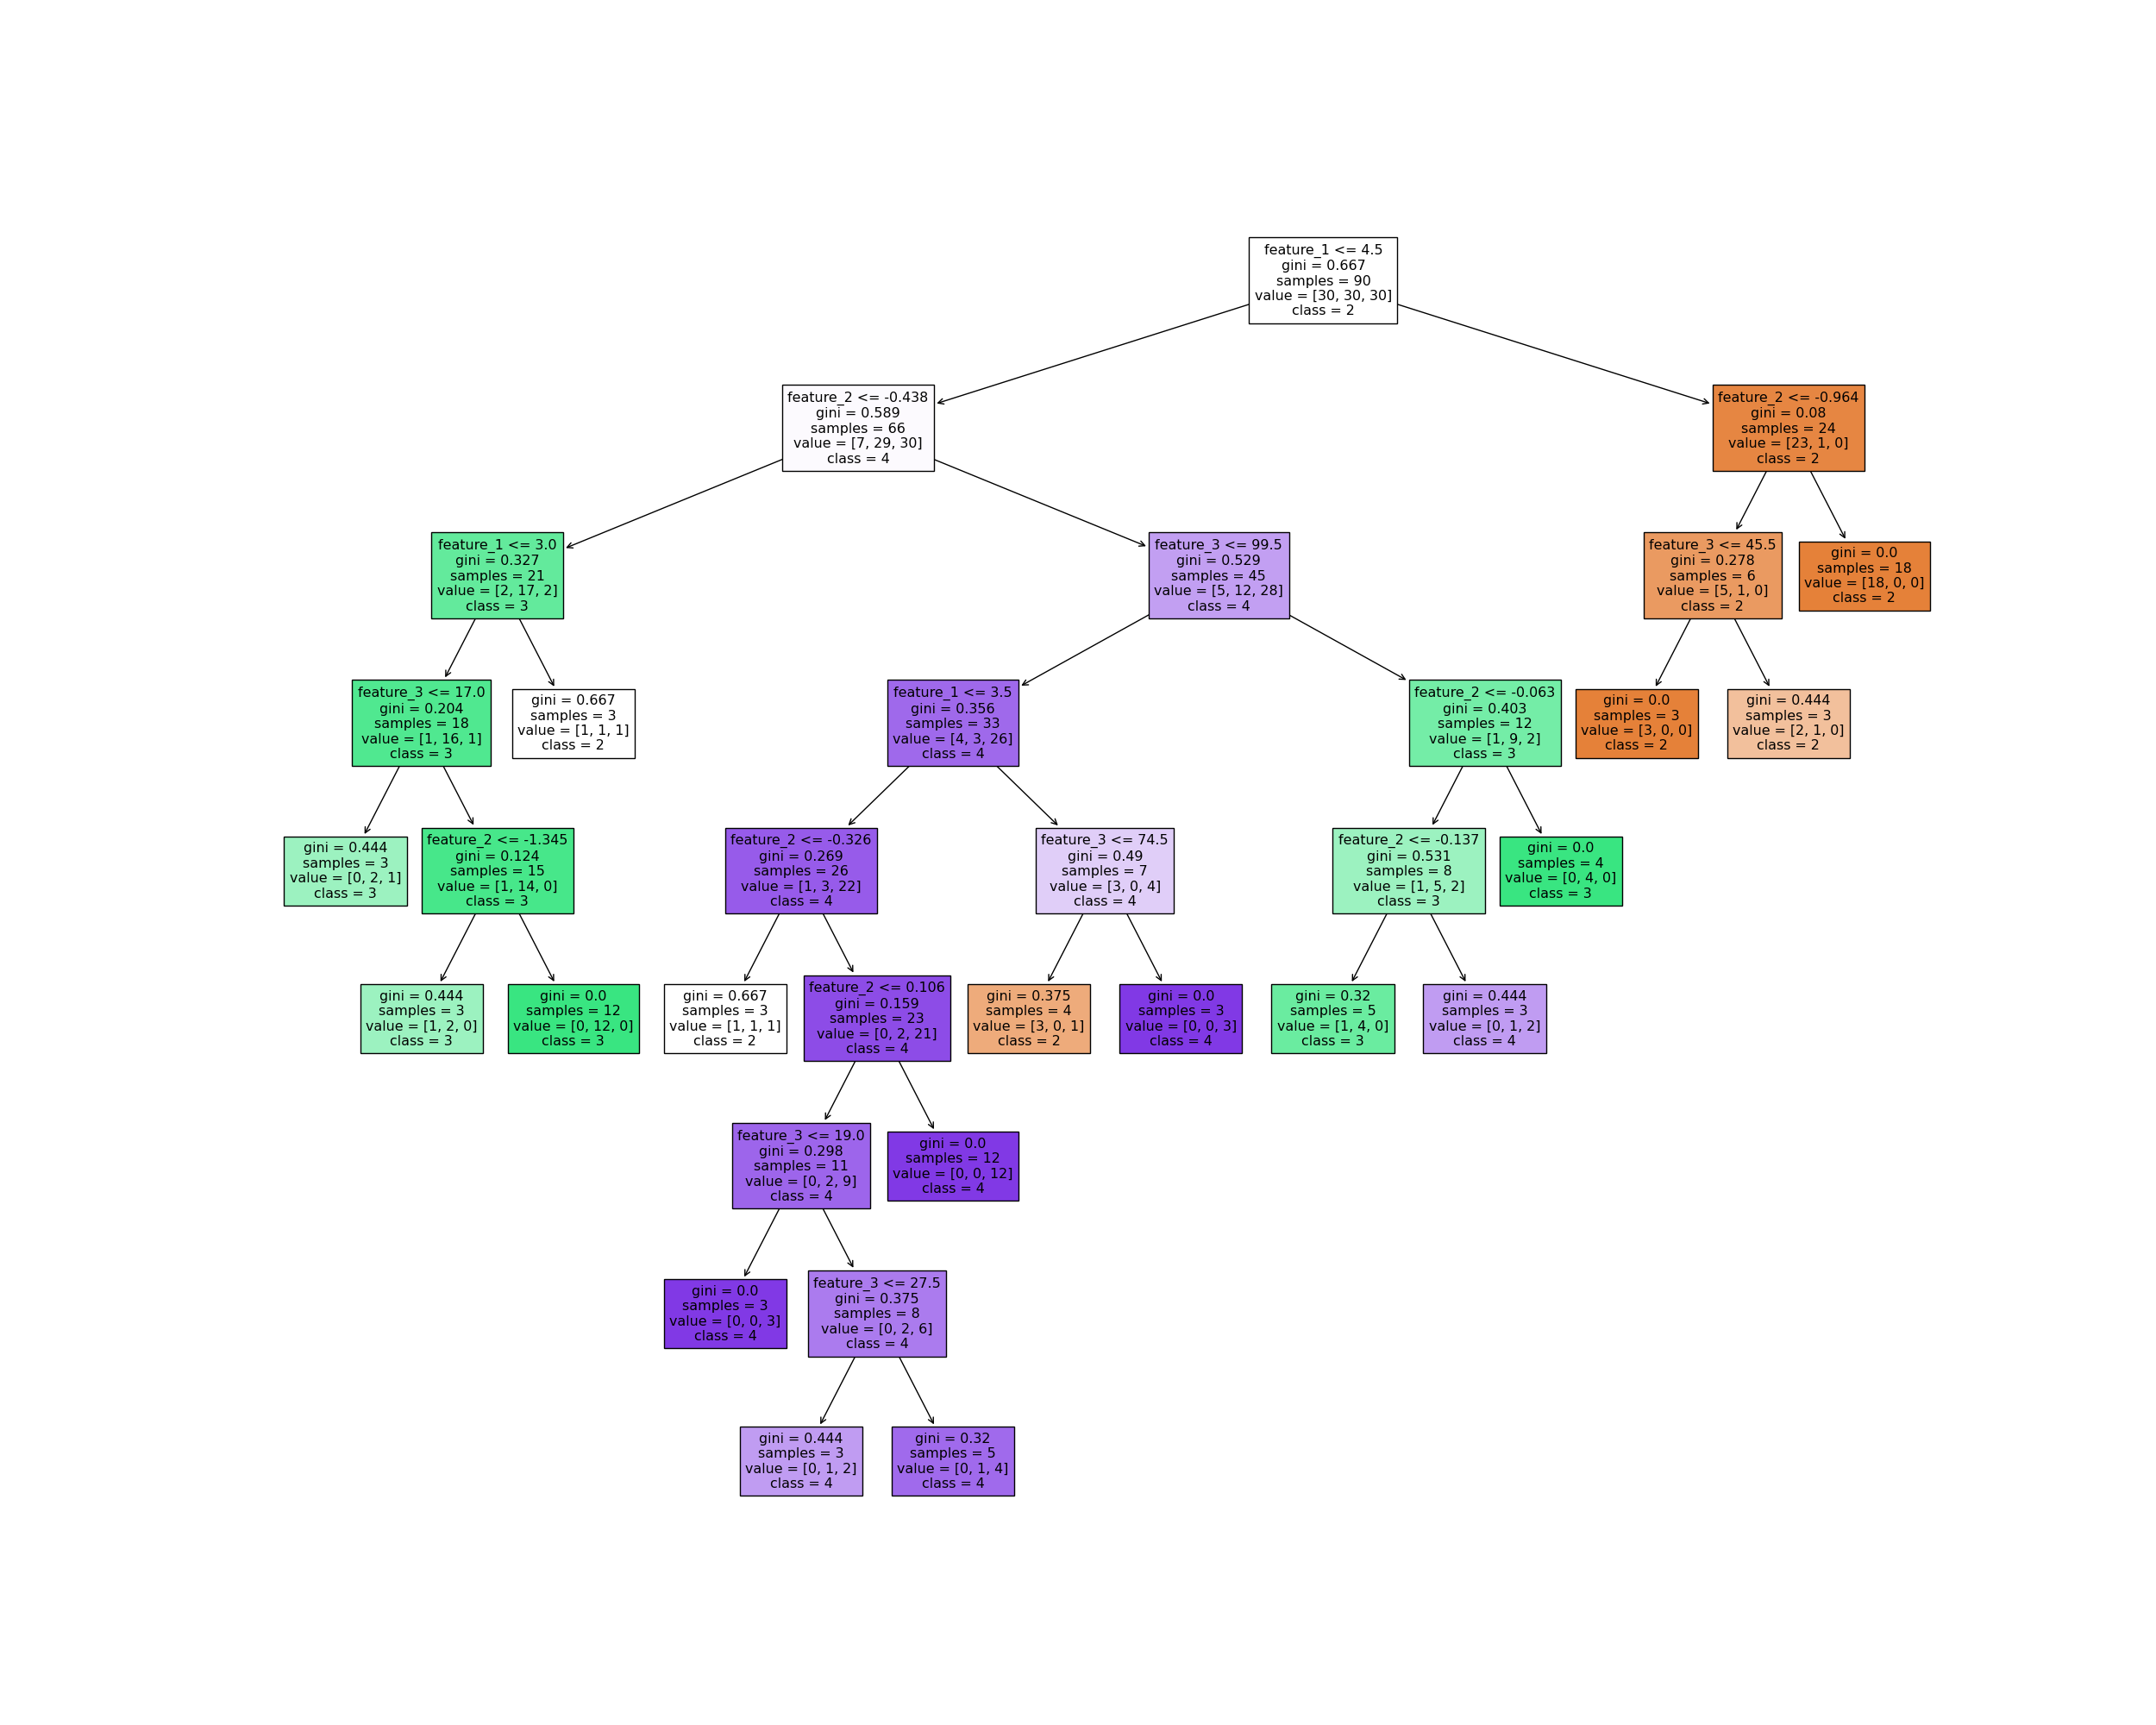 feature_1 <= 4.5
gini = 0.667
samples = 90
value = [30, 30, 30]
class = 2
feature_2 <= -0.438
gini = 0.589
samples = 66
value = [7, 29, 30]
class = 4
feature_2 <= -0.964
gini = 0.08
samples = 24
value = [23, 1, 0]
class = 2
feature_1 <= 3.0
gini = 0.327
samples = 21
value = [2, 17, 2]
class = 3
feature_3 <= 99.5
gini = 0.529
samples = 45
value = [5, 12, 28]
class = 4
feature_3 <= 45.5
gini = 0.278
samples = 6
value = [5, 1, 0]
class = 2
gini = 0.0
samples = 18
value = [18, 0, 0]
class = 2
feature_3 <= 17.0
gini = 0.204
samples = 18
value = [1, 16, 1]
class = 3
gini = 0.667
samples = 3
value = [1, 1, 1]
class = 2
feature_1 <= 3.5
gini = 0.356
samples = 33
value = [4, 3, 26]
class = 4
feature_2 <= -0.063
gini = 0.403
samples = 12
value = [1, 9, 2]
class = 3
gini = 0.0
samples = 3
value = [3, 0, 0]
class = 2
gini = 0.444
samples = 3
value = [2, 1, 0]
class = 2
gini = 0.444
samples = 3
value = [0, 2, 1]
class = 3
feature_2 <= -1.345
gini = 0.124
samples = 15
value = [1, 14, 0]
class = 3
feature_2 <= -0.326
gini = 0.269
samples = 26
value = [1, 3, 22]
class = 4
feature_3 <= 74.5
gini = 0.49
samples = 7
value = [3, 0, 4]
class = 4
feature_2 <= -0.137
gini = 0.531
samples = 8
value = [1, 5, 2]
class = 3
gini = 0.0
samples = 4
value = [0, 4, 0]
class = 3
gini = 0.444
samples = 3
value = [1, 2, 0]
class = 3
gini = 0.0
samples = 12
value = [0, 12, 0]
class = 3
gini = 0.667
samples = 3
value = [1, 1, 1]
class = 2
feature_2 <= 0.106
gini = 0.159
samples = 23
value = [0, 2, 21]
class = 4
gini = 0.375
samples = 4
value = [3, 0, 1]
class = 2
gini = 0.0
samples = 3
value = [0, 0, 3]
class = 4
gini = 0.32
samples = 5
value = [1, 4, 0]
class = 3
gini = 0.444
samples = 3
value = [0, 1, 2]
class = 4
feature_3 <= 19.0
gini = 0.298
samples = 11
value = [0, 2, 9]
class = 4
gini = 0.0
samples = 12
value = [0, 0, 12]
class = 4
gini = 0.0
samples = 3
value = [0, 0, 3]
class = 4
feature_3 <= 27.5
gini = 0.375
samples = 8
value = [0, 2, 6]
class = 4
gini = 0.444
samples = 3
value = [0, 1, 2]
class = 4
gini = 0.32
samples = 5
value = [0, 1, 4]
class = 4